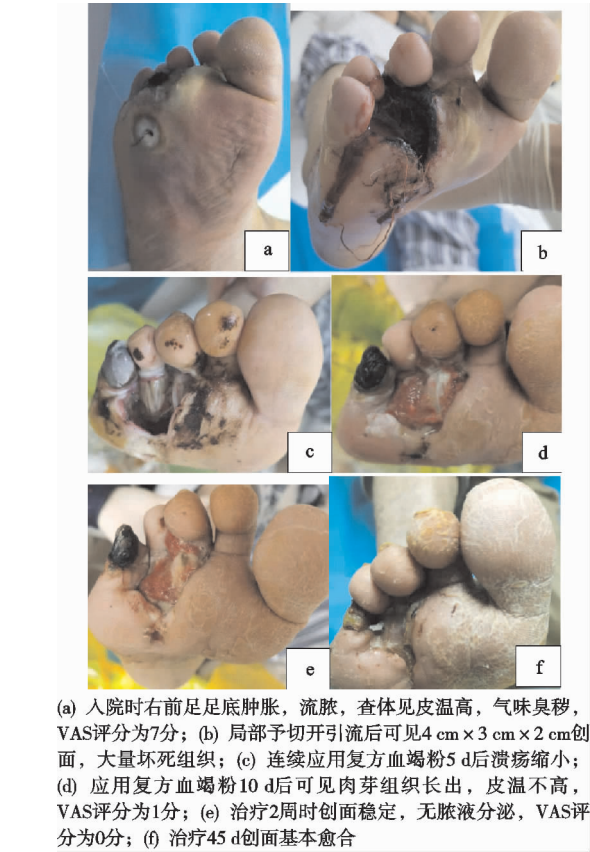 a
b
c
d
e
f
(a) 入院时右前足足底肿胀，流脓，查体见皮温高，气味臭秽，
VAS评分为7分；(b) 局部予切开引流后可见4 cm×3 cm×2 cm创
面，大量坏死组织；(c) 连续应用复方血竭粉5 d后溃疡缩小；
(d) 应用复方血竭粉10 d后可见肉芽组织长出，皮温不高，
VAS评分为1分；(e) 治疗2周时创面稳定，无脓液分泌，VAS评
分为0分；(f) 治疗45 d创面基本愈合